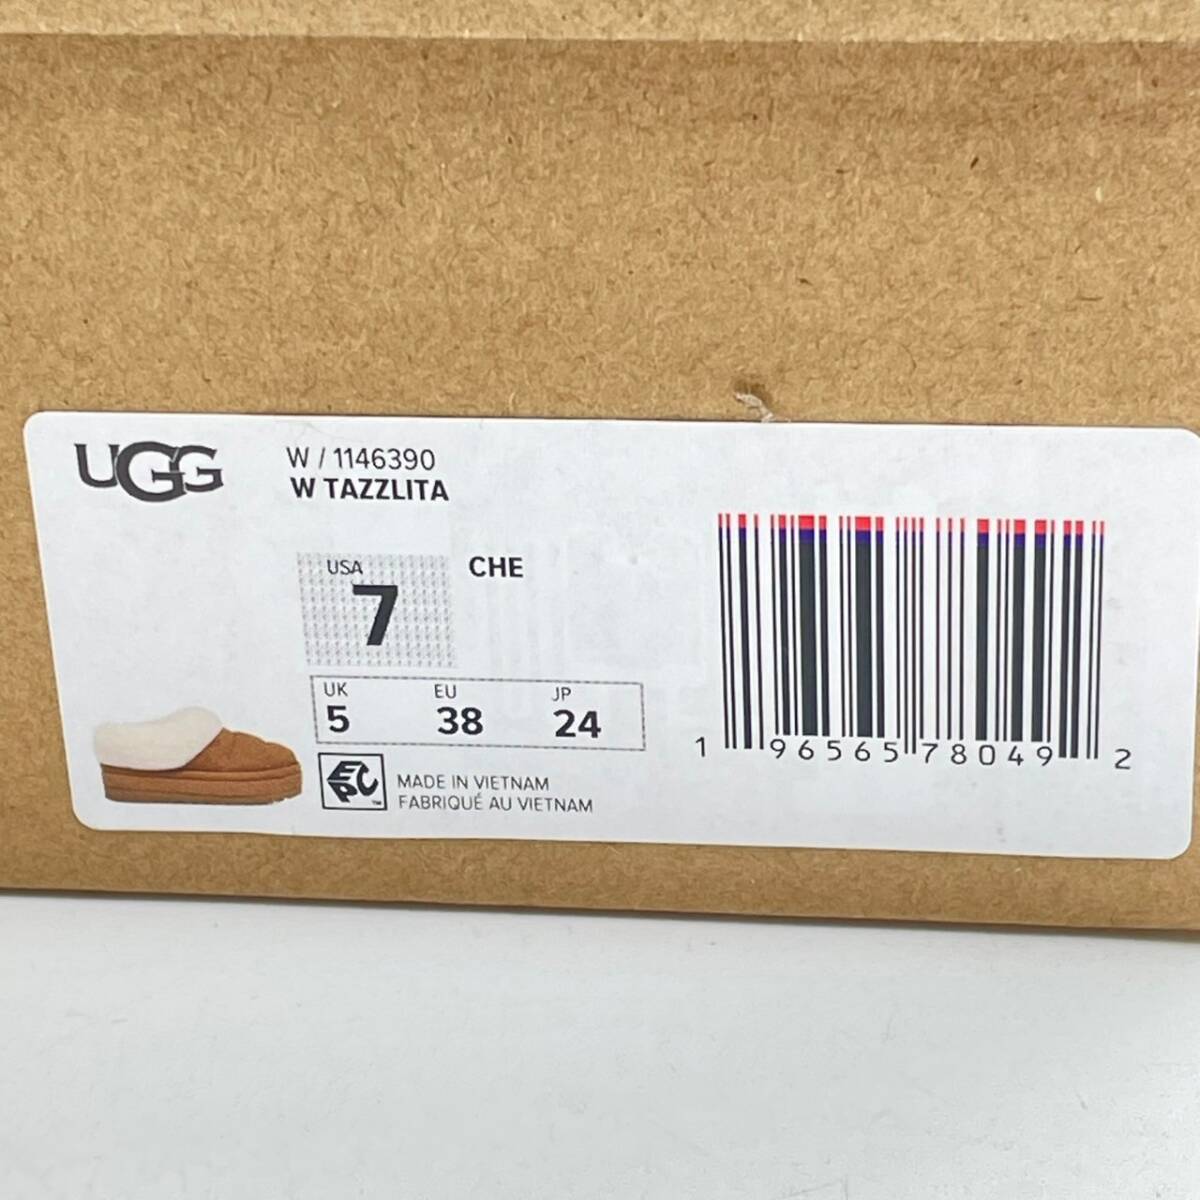 UGG
W / 1146390
W TAZZLITA
USA
7
CHE
UK EU JP
5 38 24
EPC™
MADE IN VIETNAM
FABRIQUÉ AU VIETNAM
1 96565 78049 2